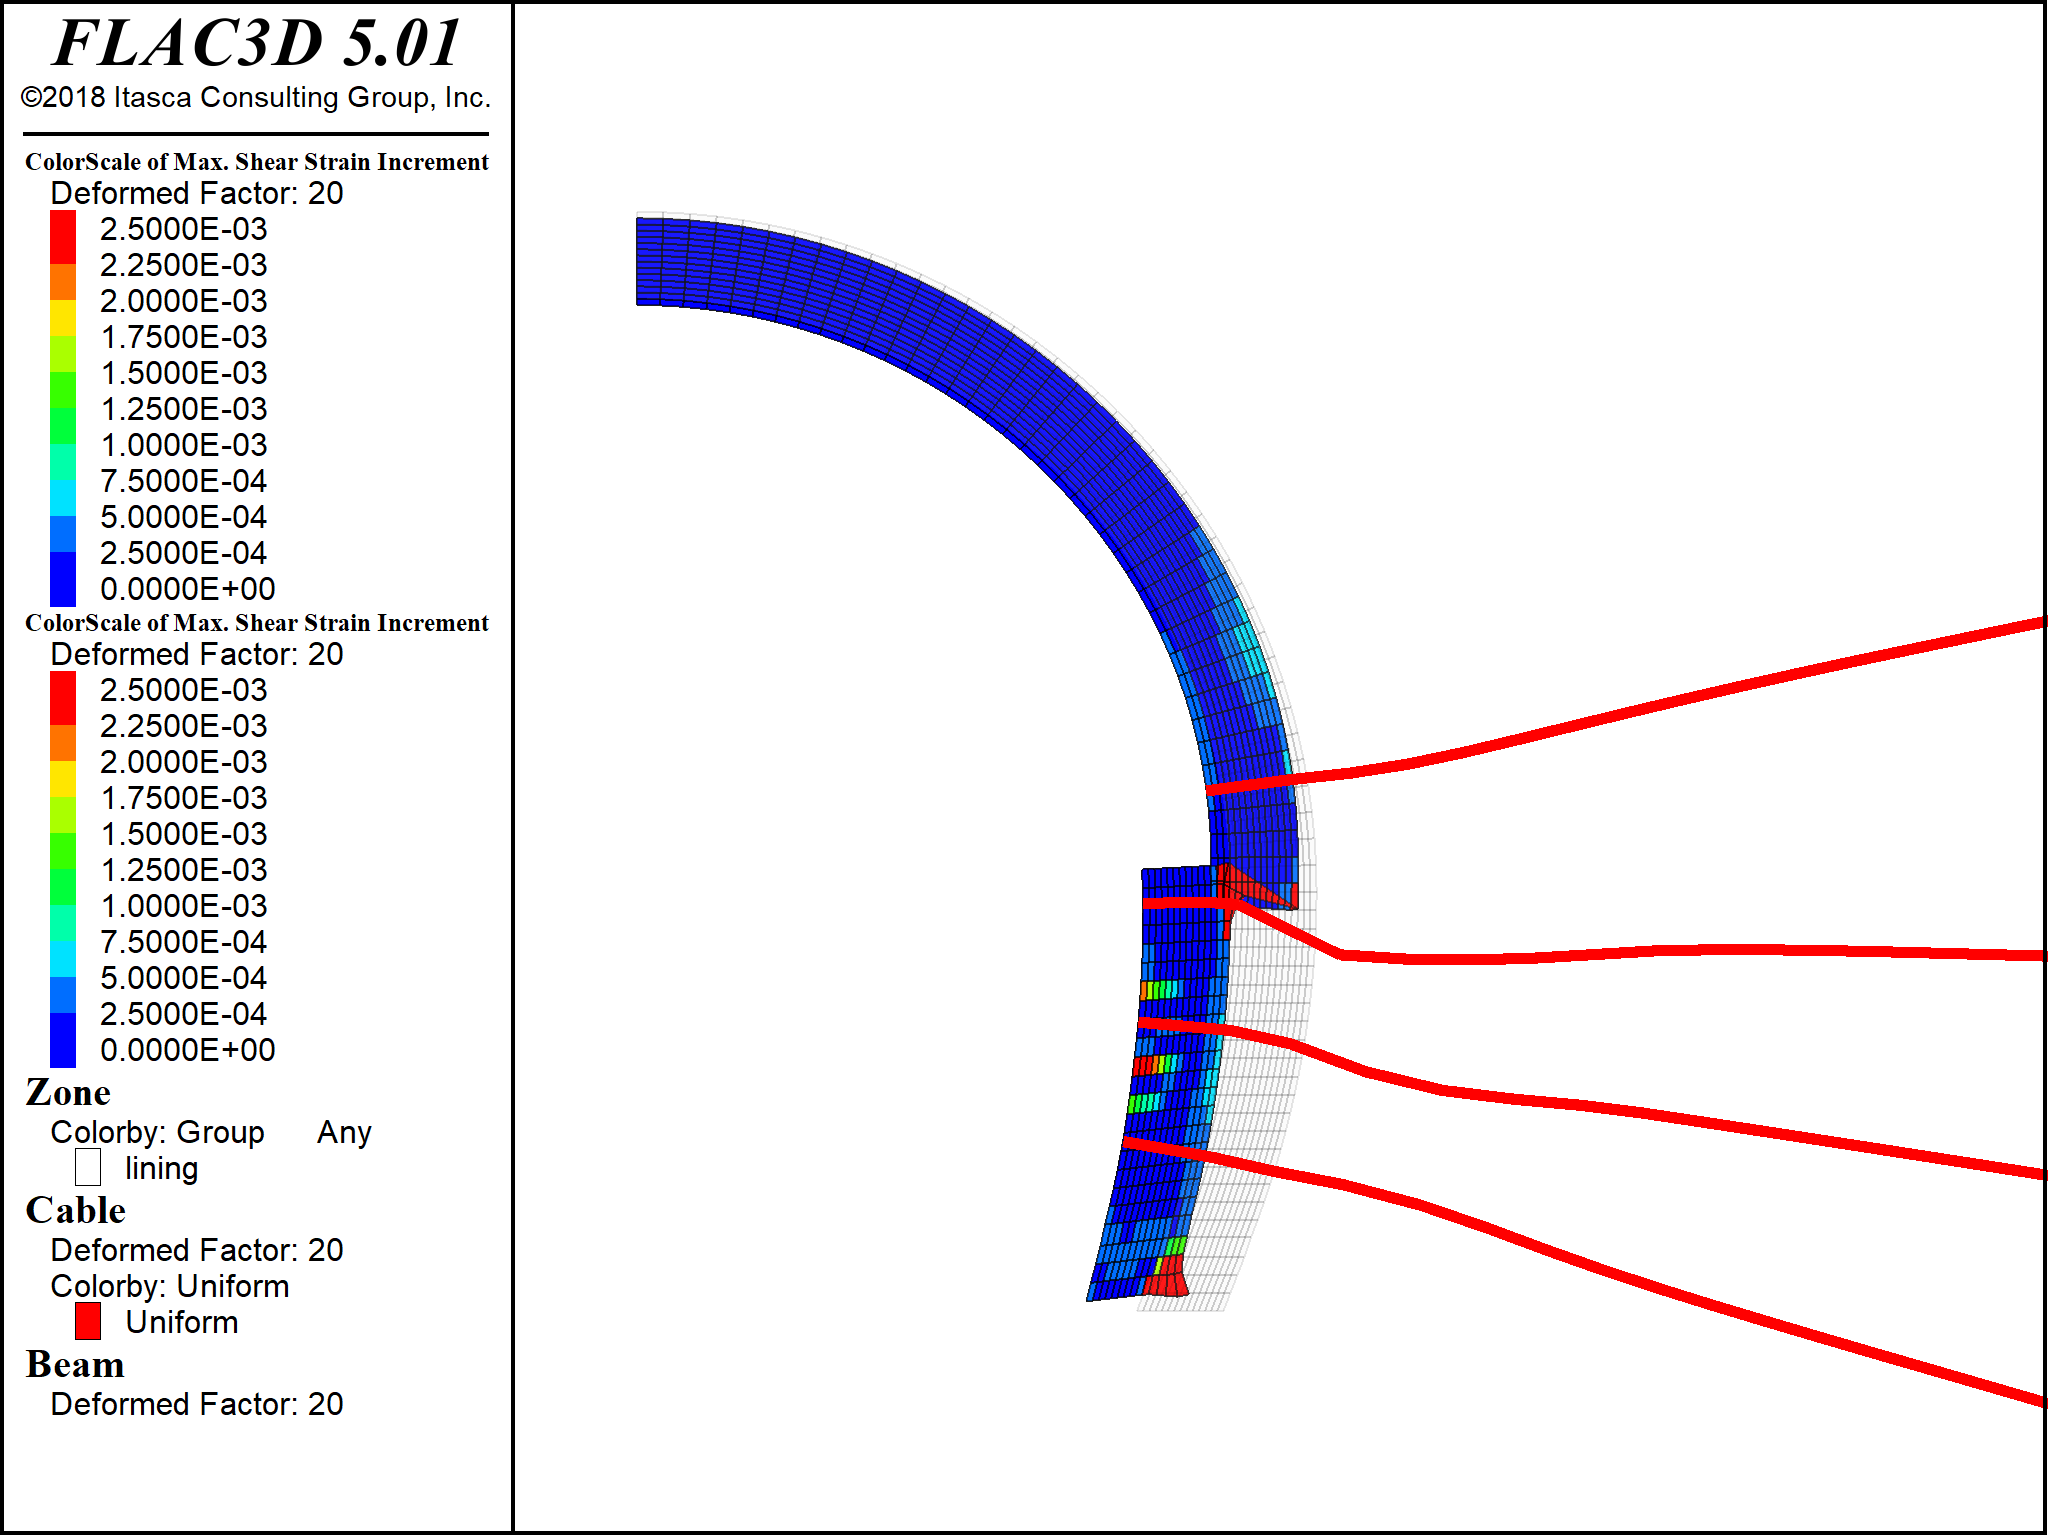 FLAC3D 5.01
©2018 Itasca Consulting Group, Inc.
ColorScale of Max. Shear Strain Increment
Deformed Factor: 20
2.5000E-03
2.2500E-03
2.0000E-03
1.7500E-03
1.5000E-03
1.2500E-03
1.0000E-03
7.5000E-04
5.0000E-04
2.5000E-04
0.0000E+00
ColorScale of Max. Shear Strain Increment
Deformed Factor: 20
2.5000E-03
2.2500E-03
2.0000E-03
1.7500E-03
1.5000E-03
1.2500E-03
1.0000E-03
7.5000E-04
5.0000E-04
2.5000E-04
0.0000E+00
Zone
Colorby: Group Any
lining
Cable
Deformed Factor: 20
Colorby: Uniform
Uniform
Beam
Deformed Factor: 20